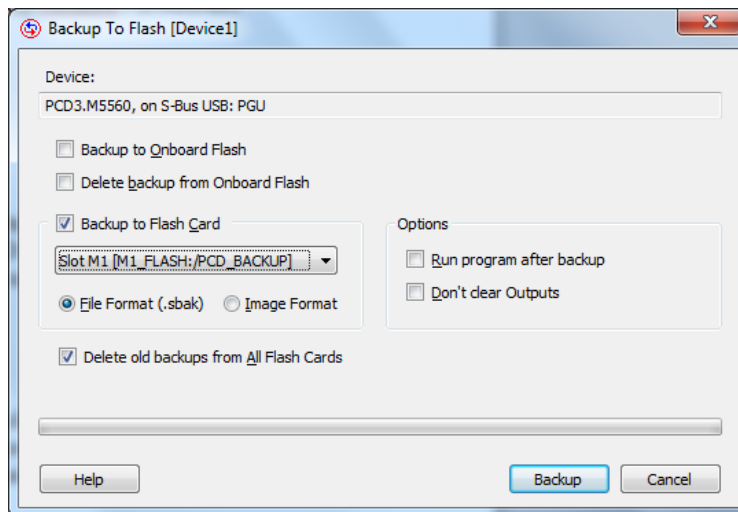 Backup To Flash [Device1]
Device:
PCD3.M5560, on S-Bus USB: PGU
Backup to Onboard Flash
Delete backup from Onboard Flash
Backup to Flash Card
Slot M1 [M1_FLASH:/PCD_BACKUP]
File Format (.sbak)
Image Format
Options
Run program after backup
Don't clear Outputs
Delete old backups from All Flash Cards
Help
Backup
Cancel